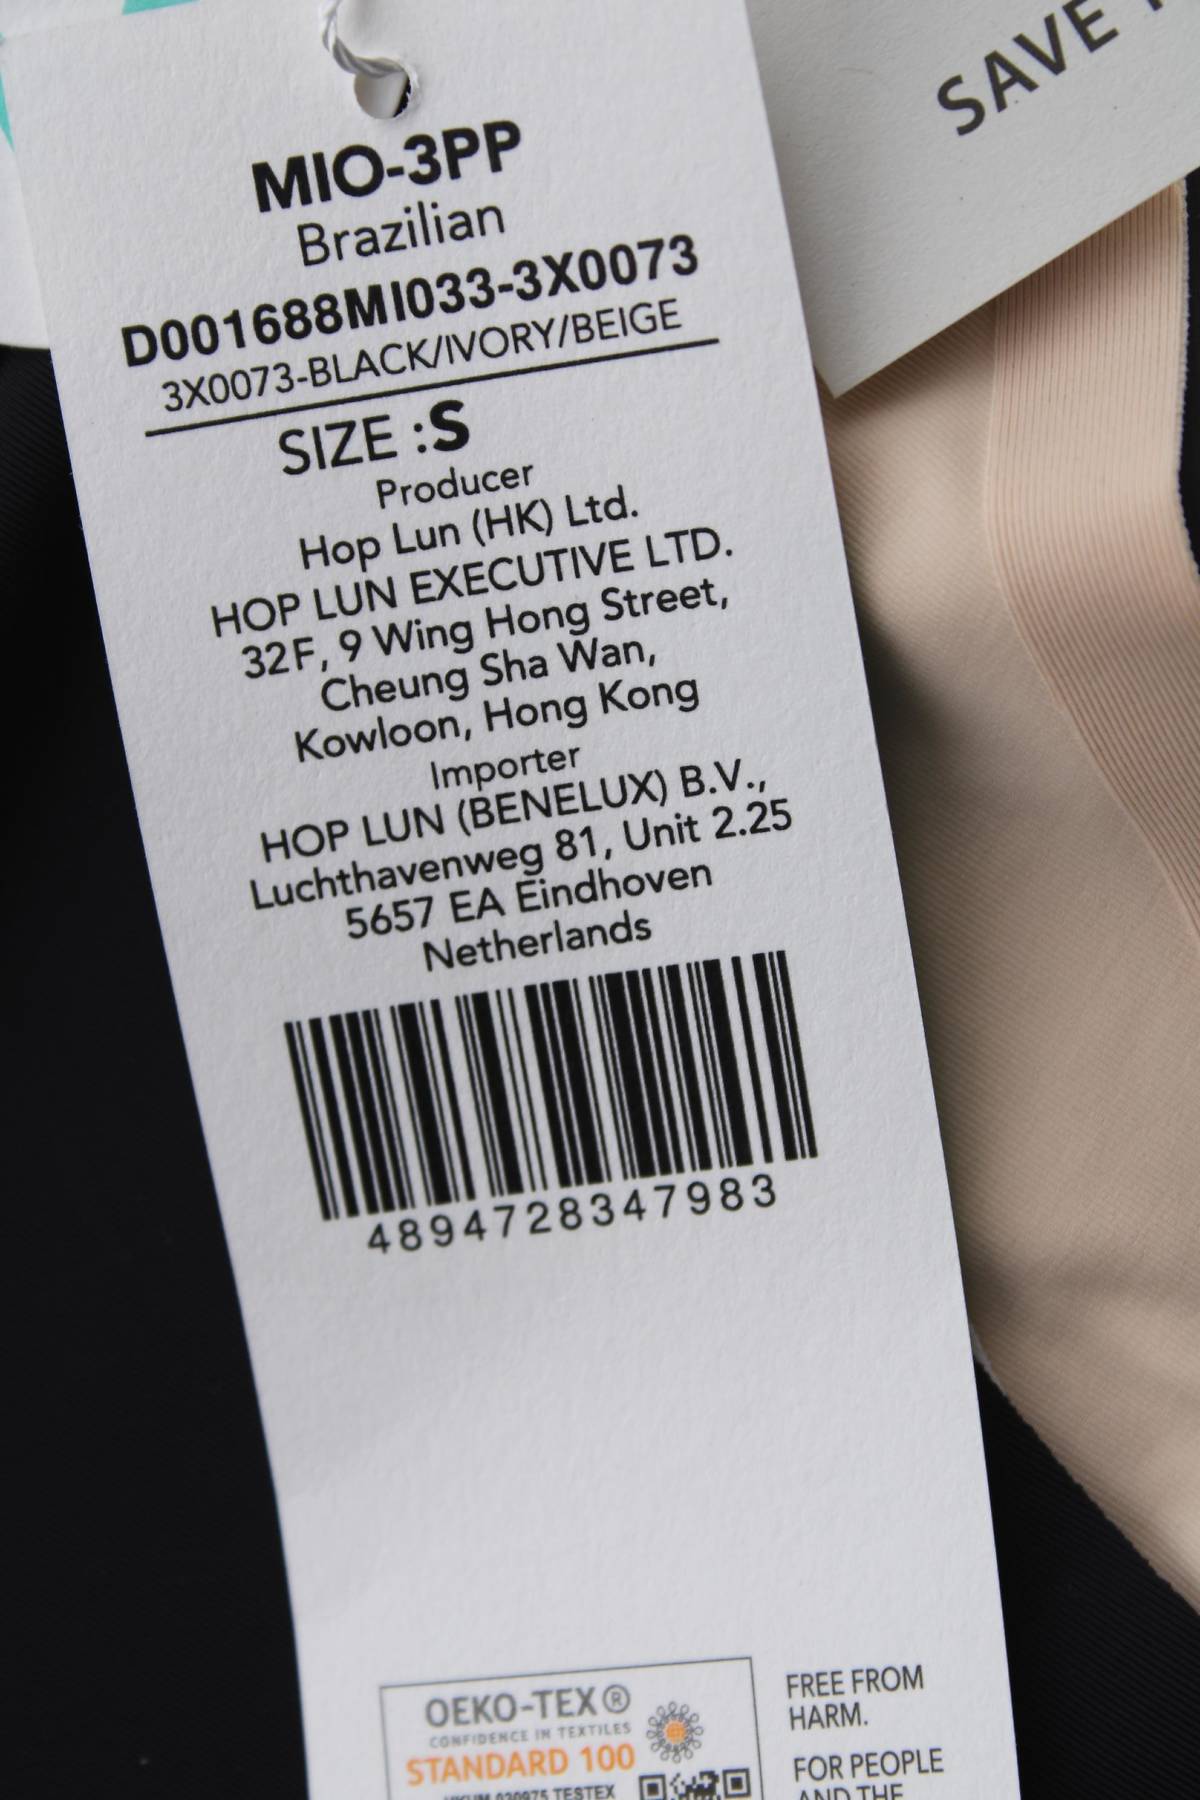 SAVE
MIO-3PP
Brazilian
D001688MI033-3X0073
3X0073-BLACK/IVORY/BEIGE
SIZE :S
Producer
Hop Lun (HK) Ltd.
HOP LUN EXECUTIVE LTD.
32F, 9 Wing Hong Street,
Cheung Sha Wan,
Kowloon, Hong Kong
Importer
HOP LUN (BENELUX) B.V.,
Luchthavenweg 81, Unit 2.25
5657 EA Eindhoven
Netherlands
4894728347983
OEKO-TEX®
CONFIDENCE IN TEXTILES
STANDARD 100
TESTEX
FREE FROM
HARM.
FOR PEOPLE
AND THE